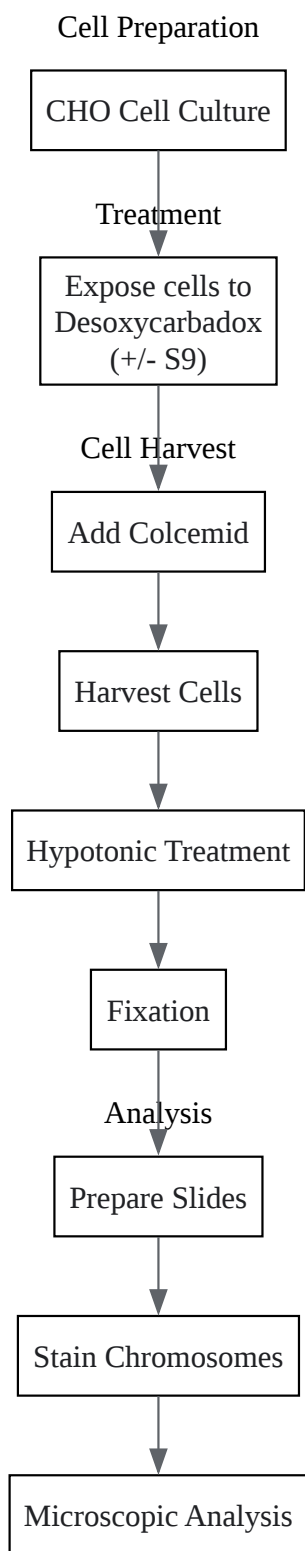 Cell Preparation
CHO Cell Culture
Treatment
Expose cells to
Desoxycarbadox
(+/- S9)
Cell Harvest
Add Colcemid
Harvest Cells
Hypotonic Treatment
Fixation
Analysis
Prepare Slides
Stain Chromosomes
Microscopic Analysis